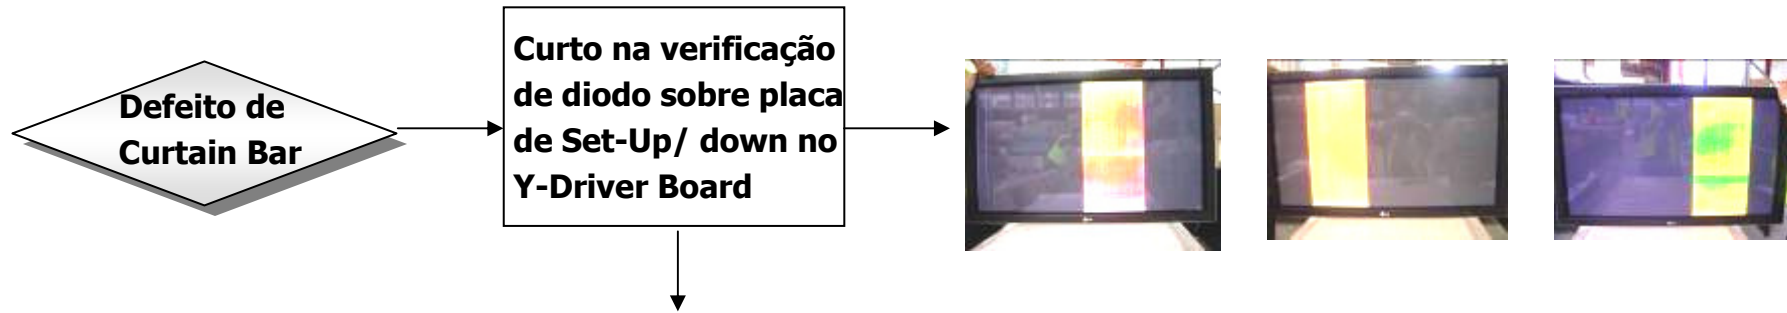 Defeito de
Curtain Bar
Curto na verificação
de diodo sobre placa
de Set-Up/ down no
Y-Driver Board